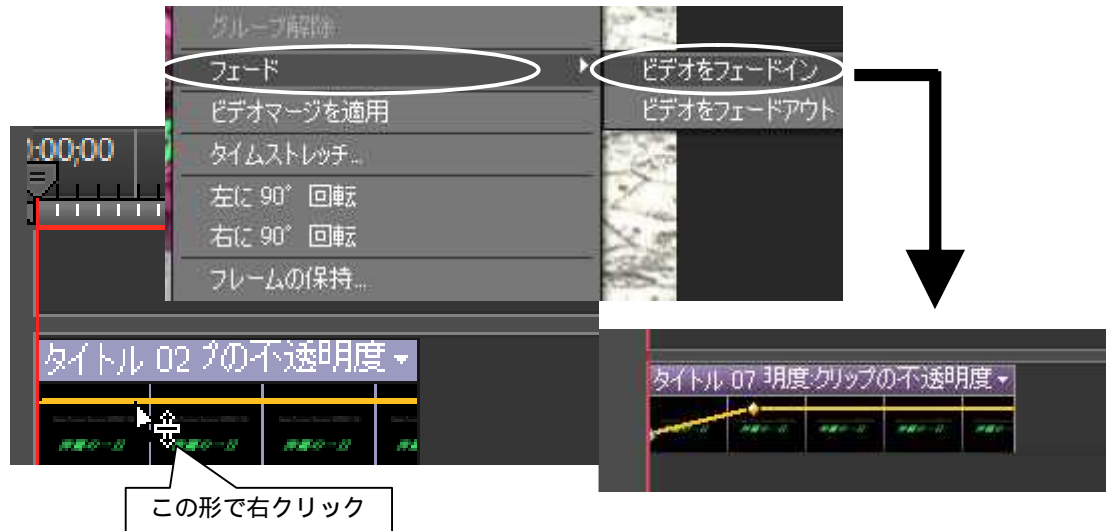 グループ解除
フェード
ビデオをフェードイン
ビデオマージを適用
ビデオをフェードアウト
タイムストレッチ...
左に 90° 回転
右に 90° 回転
フレームの保持...
:00;00
タイトル 02 プの不透明度
タイトル 07 明度:クリップの不透明度
この形で右クリック